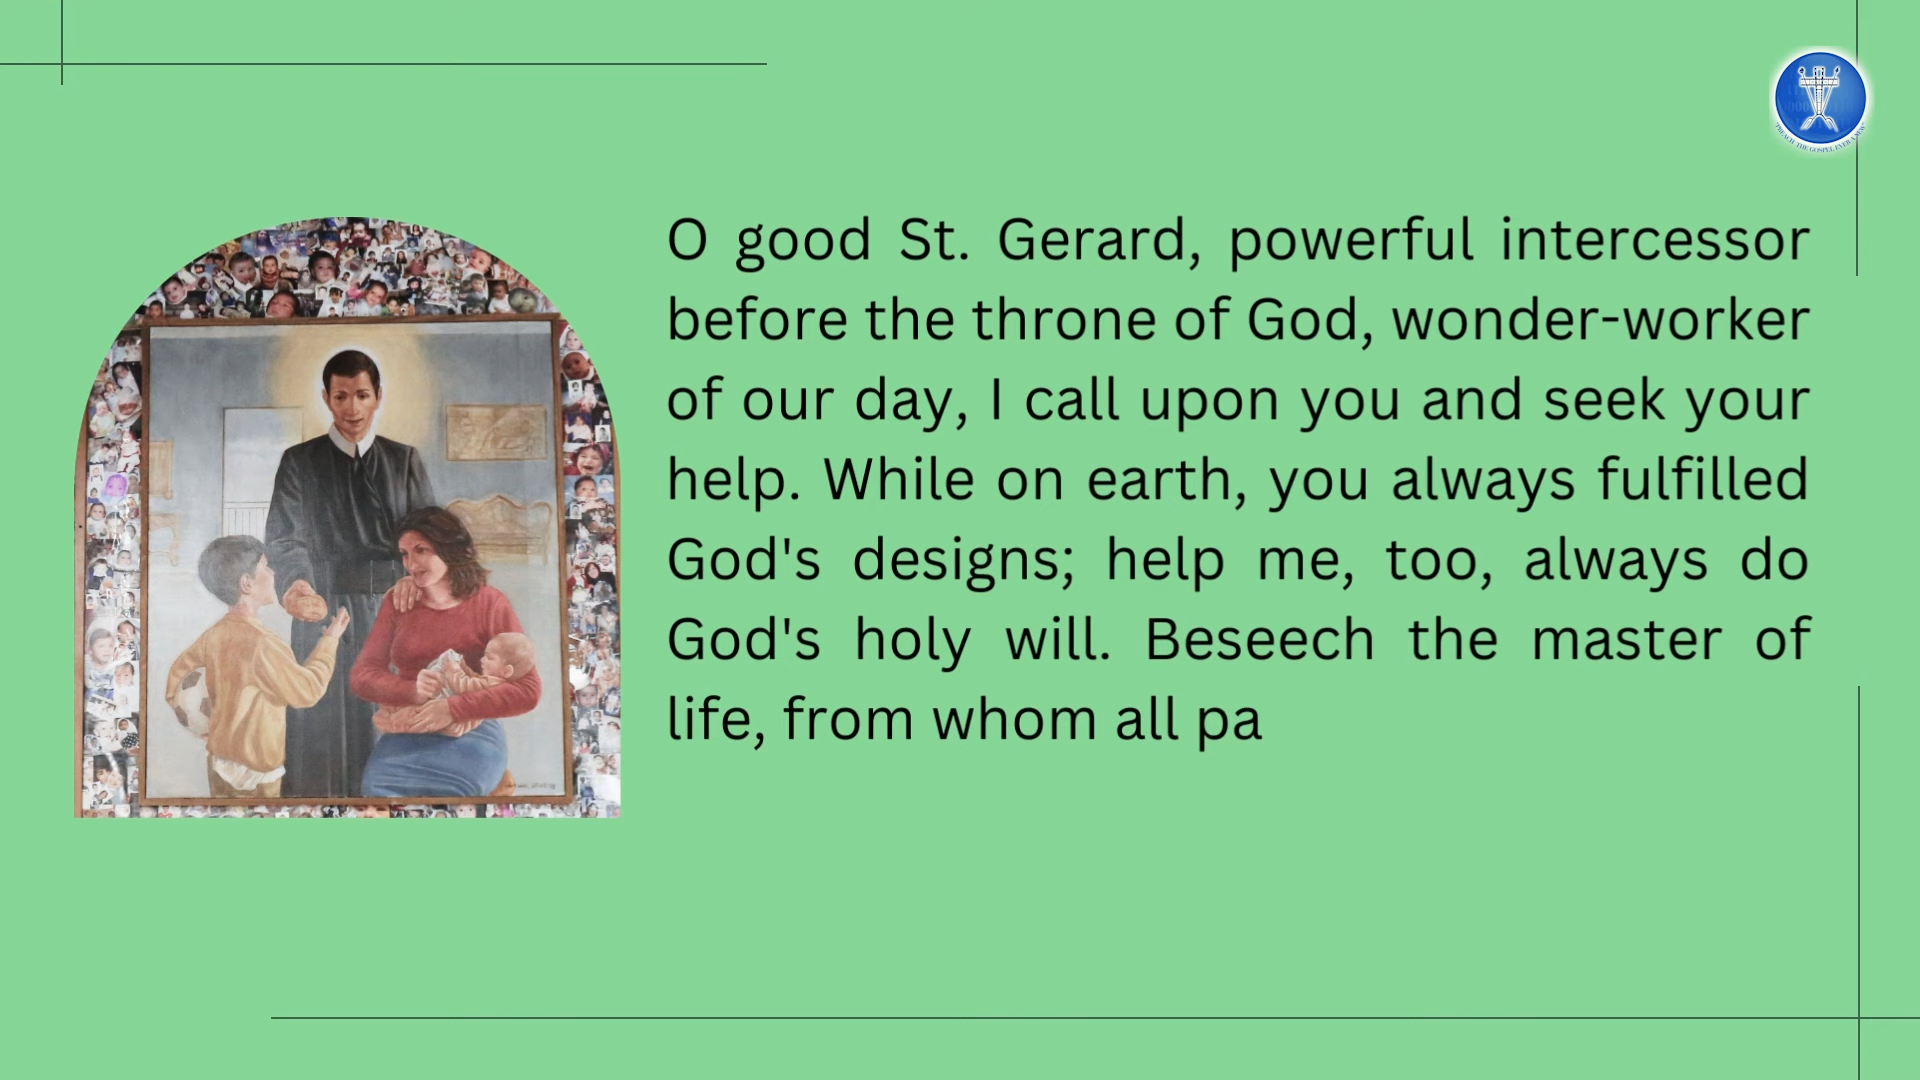 O good St. Gerard, powerful intercessor
before the throne of God, wonder-worker
of our day, I call upon you and seek your
help. While on earth, you always fulfilled
God's designs; help me, too, always do
God's holy will. Beseech the master of
life, from whom all pa